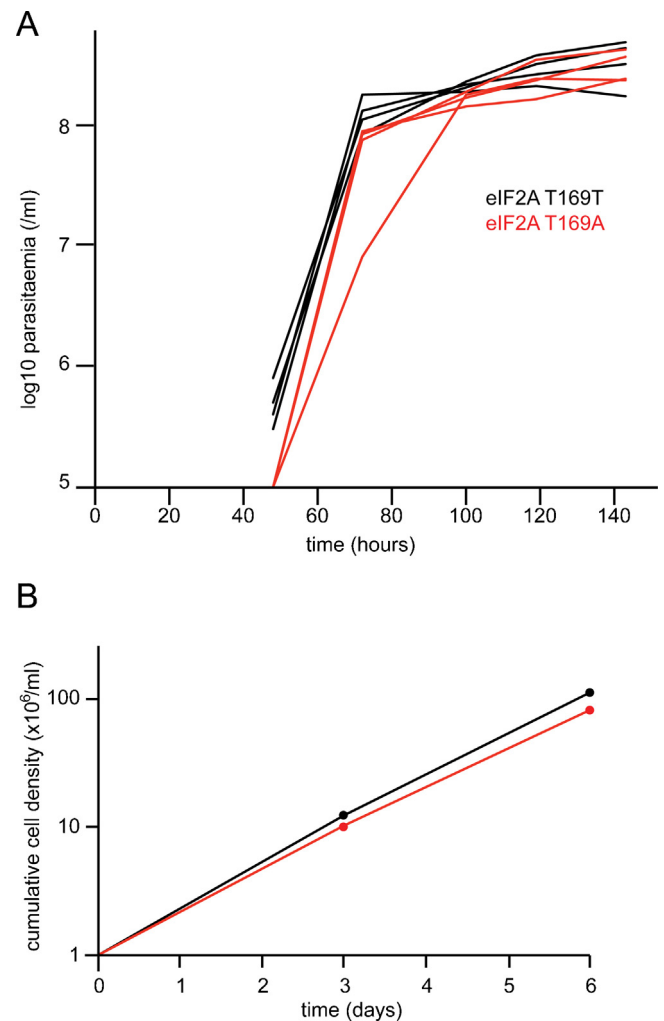 A
log10 parasitaemia (/ml)
8
7
6
5
eIF2A T169T
eIF2A T169A
0 20 40 60 80 100 120 140
time (hours)
B
cumulative cell density (x10⁶/ml)
100
10
1
0 1 2 3 4 5 6
time (days)